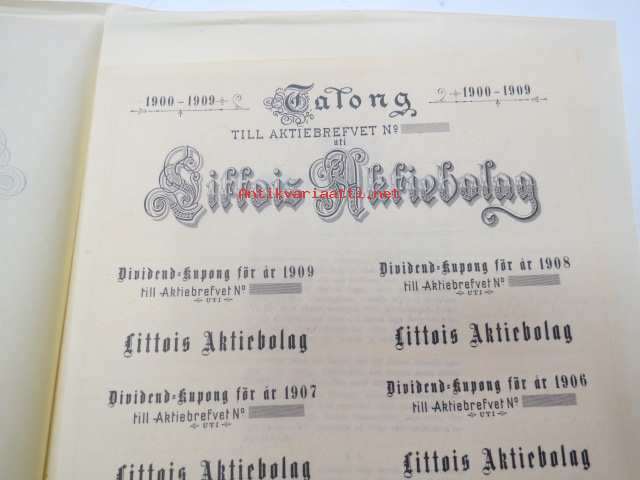 1900-1909 Talong 1900-1909
TILL AKTIEBREFVET Nº
uti
Littois Aktiebolag
Antikvariaatti.net
Dividend=Kupong för år 1909
till Aktiebrefvet Nº
UTI
Littois Aktiebolag
Dividend=Kupong för år 1908
till Aktiebrefvet Nº
UTI
Littois Aktiebolag
Dividend=Kupong för år 1907
till Aktiebrefvet Nº
UTI
Littois Aktiebolag
Dividend=Kupong för år 1906
till Aktiebrefvet Nº
UTI
Littois Aktiebolag